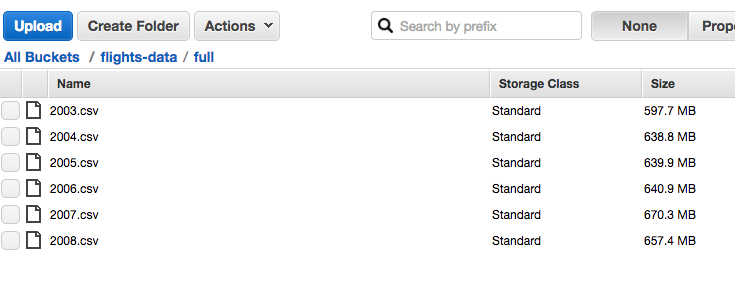 Upload Create Folder Actions Search by prefix None
All Buckets / flights-data / full
Name Storage Class Size
2003.csv Standard 597.7 MB
2004.csv Standard 638.8 MB
2005.csv Standard 639.9 MB
2006.csv Standard 640.9 MB
2007.csv Standard 670.3 MB
2008.csv Standard 657.4 MB